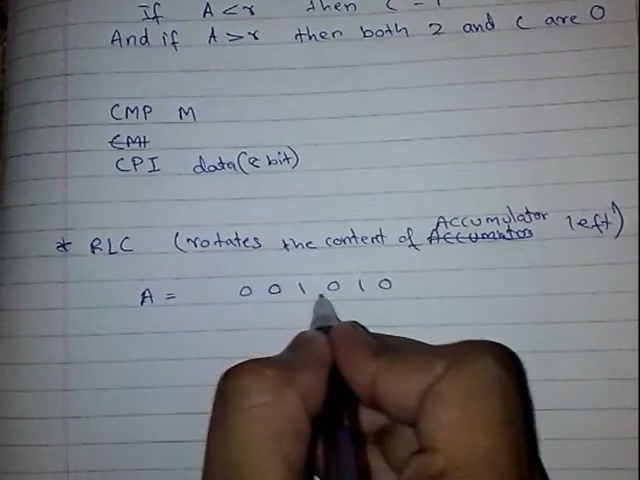 If A < r then C = 1
And if A > r then both 2 and C are 0
CMP M
CMI
CPI data (8 bit)
* RLC (rotates the content of Accumulator left)
A = 0 0 1 0 1 0